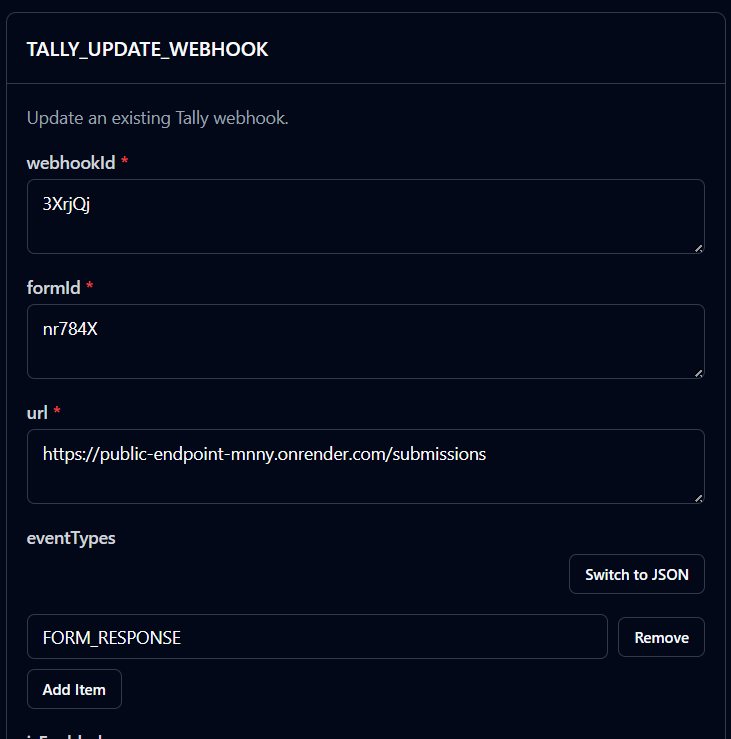 TALLY_UPDATE_WEBHOOK
Update an existing Tally webhook.
webhookId *
3XrjQj
formId *
nr784X
url *
https://public-endpoint-mnny.onrender.com/submissions
eventTypes
Switch to JSON
FORM_RESPONSE
Remove
Add Item